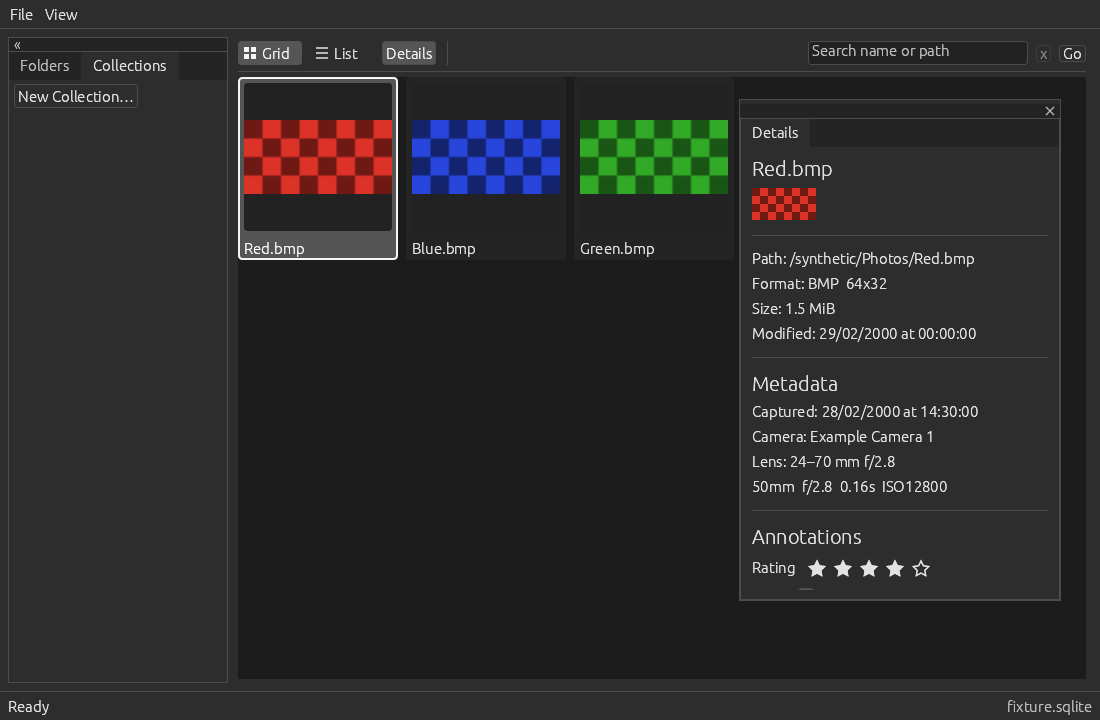 File View
«
Folders Collections
New Collection...
Grid List Details
Search name or path x Go
Red.bmp
Blue.bmp
Green.bmp
×
Details
Red.bmp
Path: /synthetic/Photos/Red.bmp
Format: BMP 64x32
Size: 1.5 MiB
Modified: 29/02/2000 at 00:00:00
Metadata
Captured: 28/02/2000 at 14:30:00
Camera: Example Camera 1
Lens: 24–70 mm f/2.8
50mm f/2.8 0.16s ISO12800
Annotations
Rating ★ ★ ★ ★ ☆
Ready
fixture.sqlite